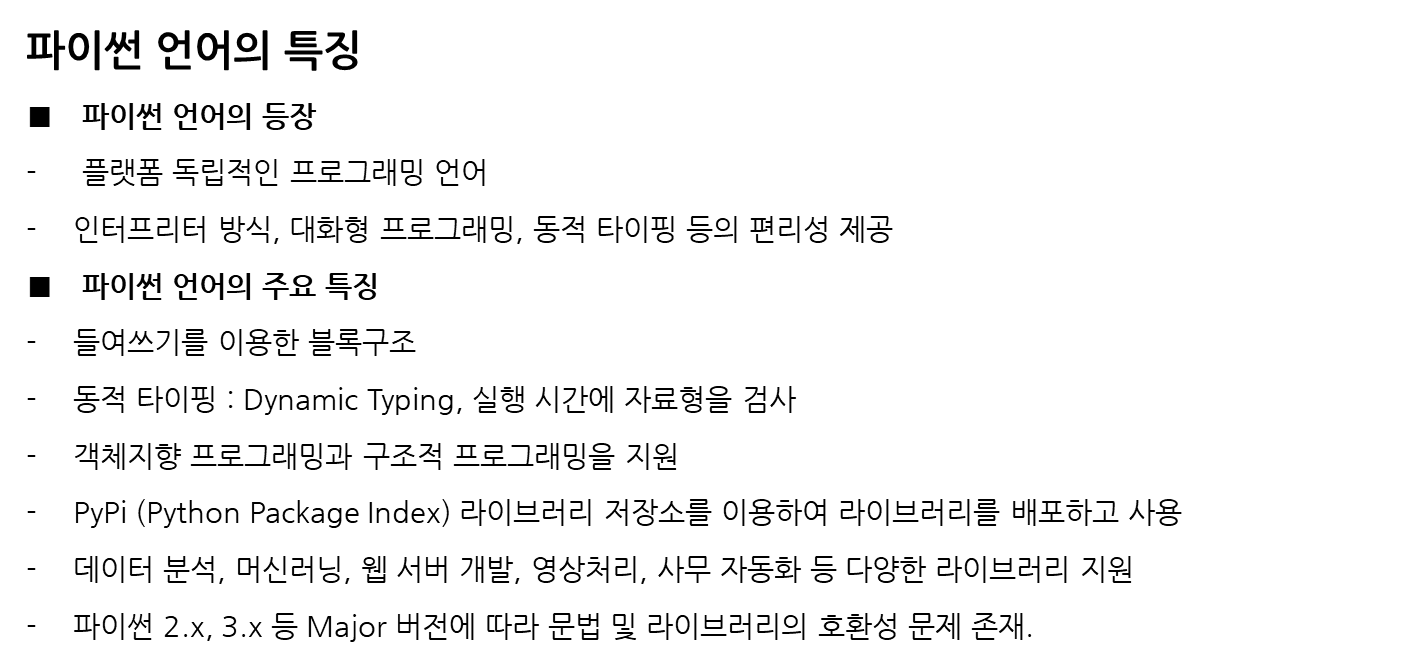 파이썬 언어의 특징
■ 파이썬 언어의 등장
- 플랫폼 독립적인 프로그래밍 언어
- 인터프리터 방식, 대화형 프로그래밍, 동적 타이핑 등의 편리성 제공
■ 파이썬 언어의 주요 특징
- 들여쓰기를 이용한 블록구조
- 동적 타이핑 : Dynamic Typing, 실행 시간에 자료형을 검사
- 객체지향 프로그래밍과 구조적 프로그래밍을 지원
- PyPi (Python Package Index) 라이브러리 저장소를 이용하여 라이브러리를 배포하고 사용
- 데이터 분석, 머신러닝, 웹 서버 개발, 영상처리, 사무 자동화 등 다양한 라이브러리 지원
- 파이썬 2.x, 3.x 등 Major 버전에 따라 문법 및 라이브러리의 호환성 문제 존재.